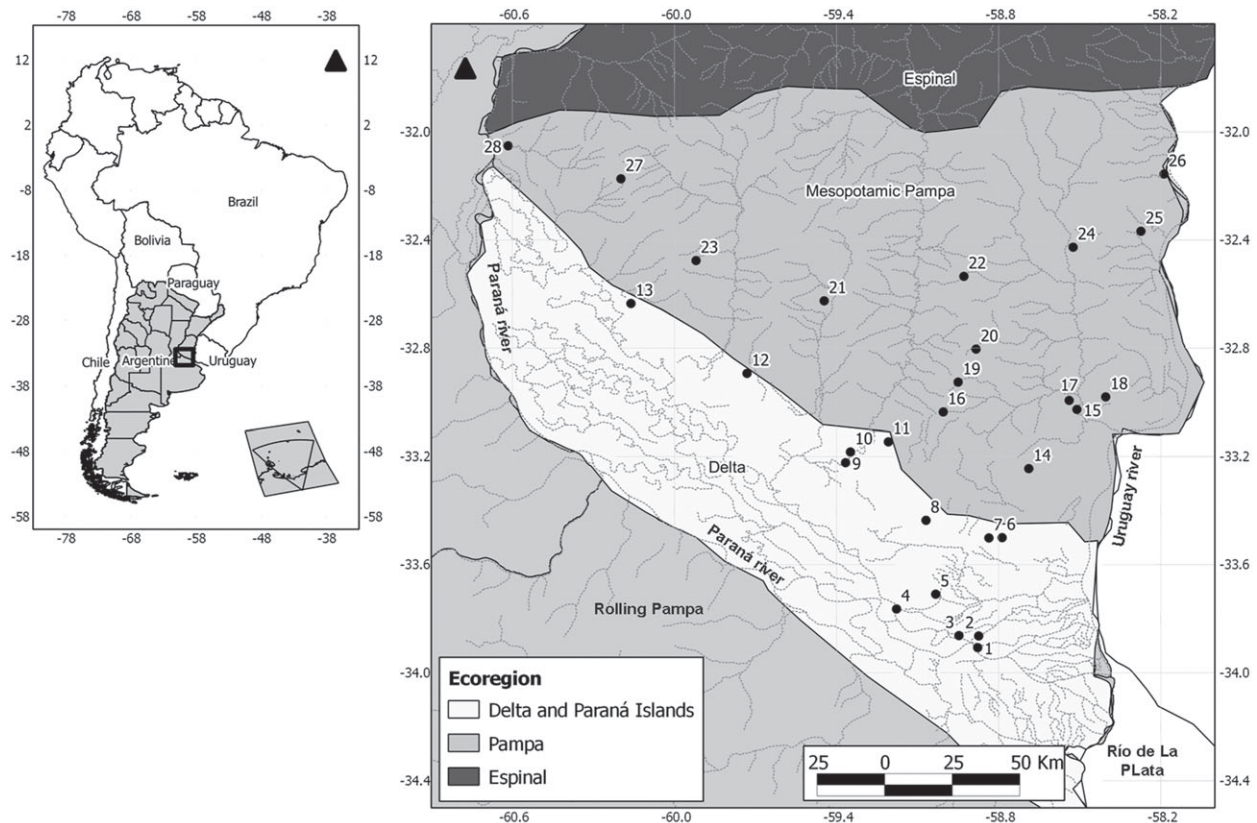 -78 -68 -58 -48 -38
12 12
2 2
-8 -8
-18 -18
-28 -28
-38 -38
-48 -48
-58 -58
-78 -68 -58 -48 -38
Brazil
Bolivia
Paraguay
Chile Argentine Uruguay
-60.6 -60.0 -59.4 -58.8 -58.2
-32.0 -32.0
-32.4 -32.4
-32.8 -32.8
-33.2 -33.2
-33.6 -33.6
-34.0 -34.0
-34.4 -34.4
-60.6 -60.0 -59.4 -58.8 -58.2
Espinal
28
27
26
Mesopotamic Pampa
25
24
23
22
Paraná river
13
21
20
12
19
17 18
16
15
11
10
Delta
9
14
8
Uruguay river
7-6
Paraná river
5
4
Rolling Pampa
3 2
1
Ecoregion
Delta and Paraná Islands
Pampa
Espinal
25 0 25 50 Km
Río de La
PLata